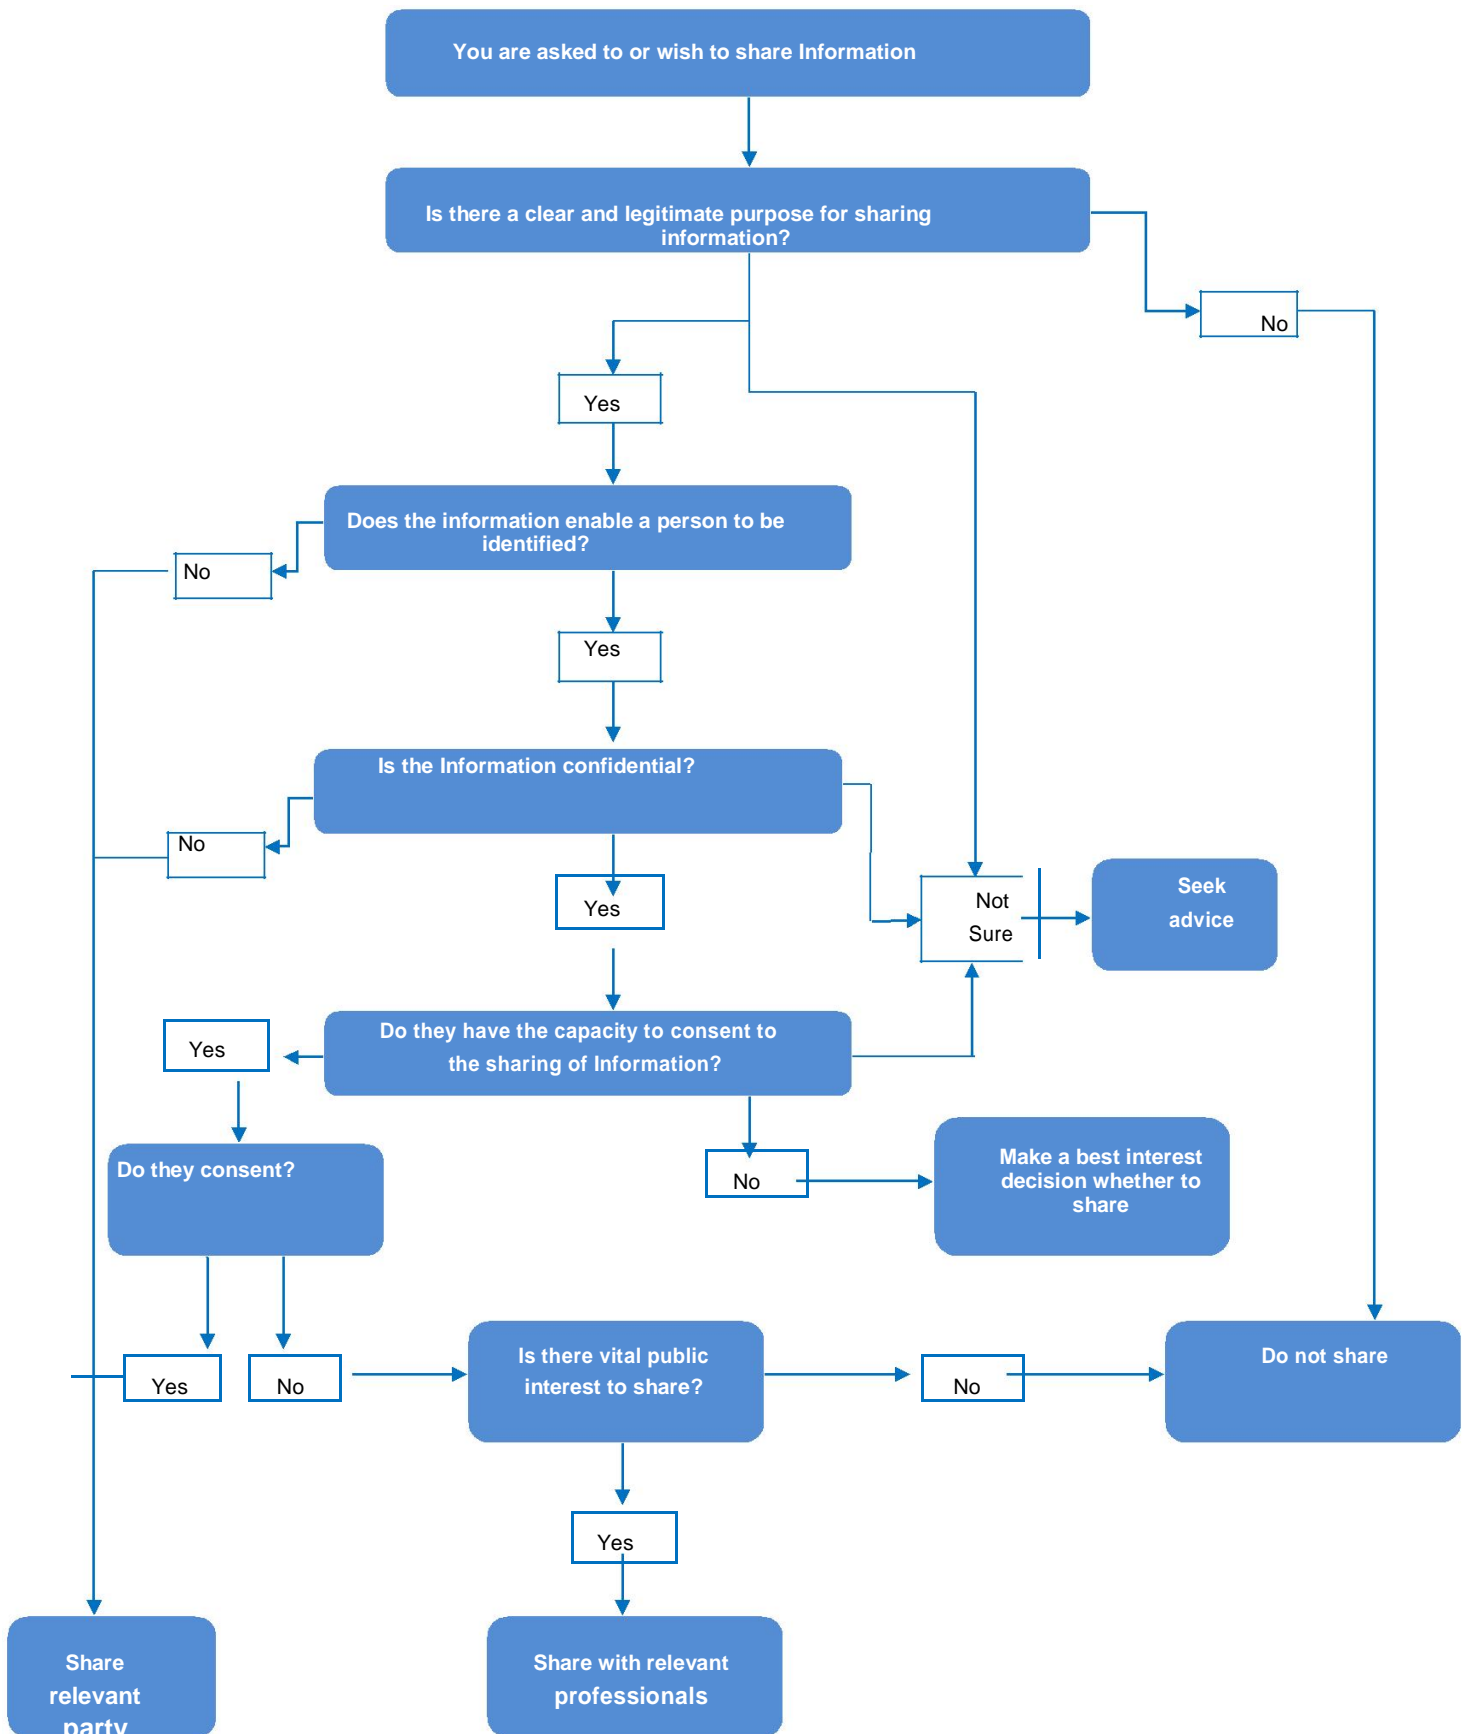 You are asked to or wish to share Information
Is there a clear and legitimate purpose for sharing
information?
No
Yes
Does the information enable a person to be
identified?
No
Yes
Is the Information confidential?
No
Yes
Not
Sure
Seek
advice
Do they have the capacity to consent to
the sharing of Information?
Yes
Do they consent?
No
Make a best interest
decision whether to
share
Yes
No
Is there vital public
interest to share?
No
Do not share
Yes
Share
relevant
party
Share with relevant
professionals